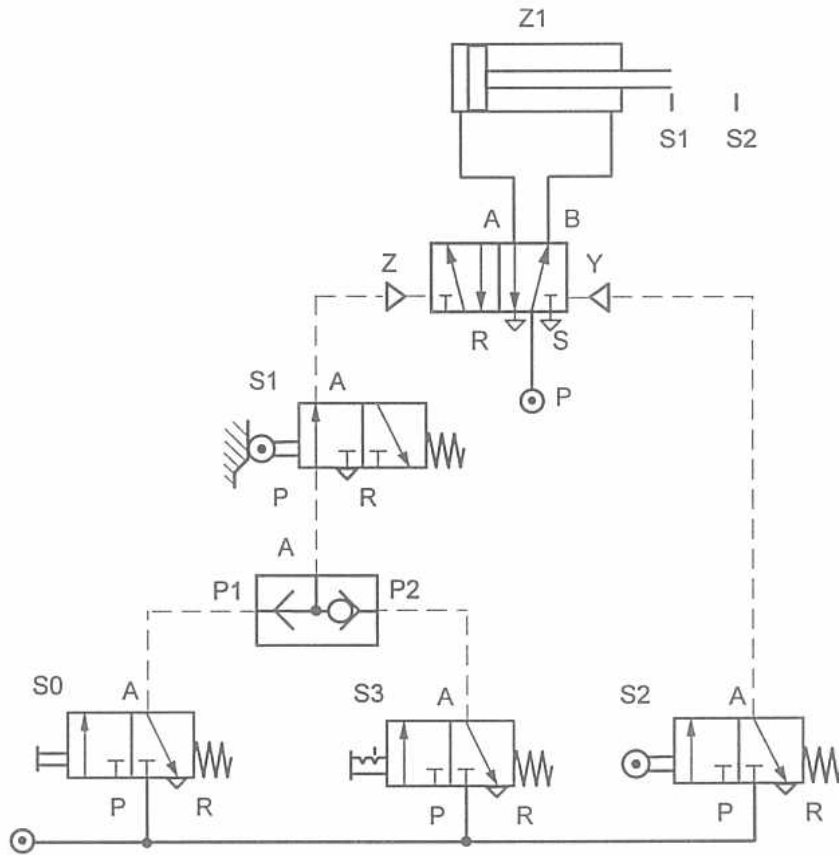 Z1
S1 S2
A B
Z Y
R S
P
S1 A
P R
A
P1 P2
S0 A S3 A S2 A
P R P R P R